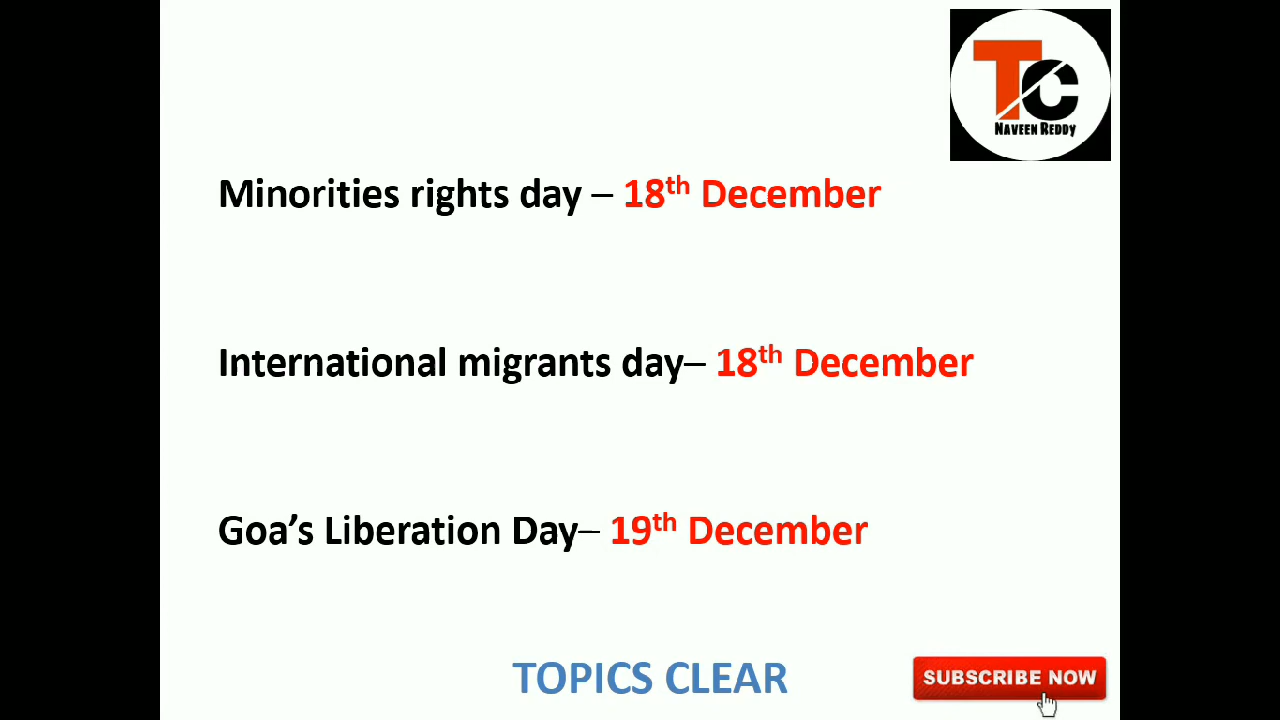 TC
NAVEEN REDDY
Minorities rights day – 18th December
International migrants day– 18th December
Goa’s Liberation Day– 19th December
TOPICS CLEAR
SUBSCRIBE NOW